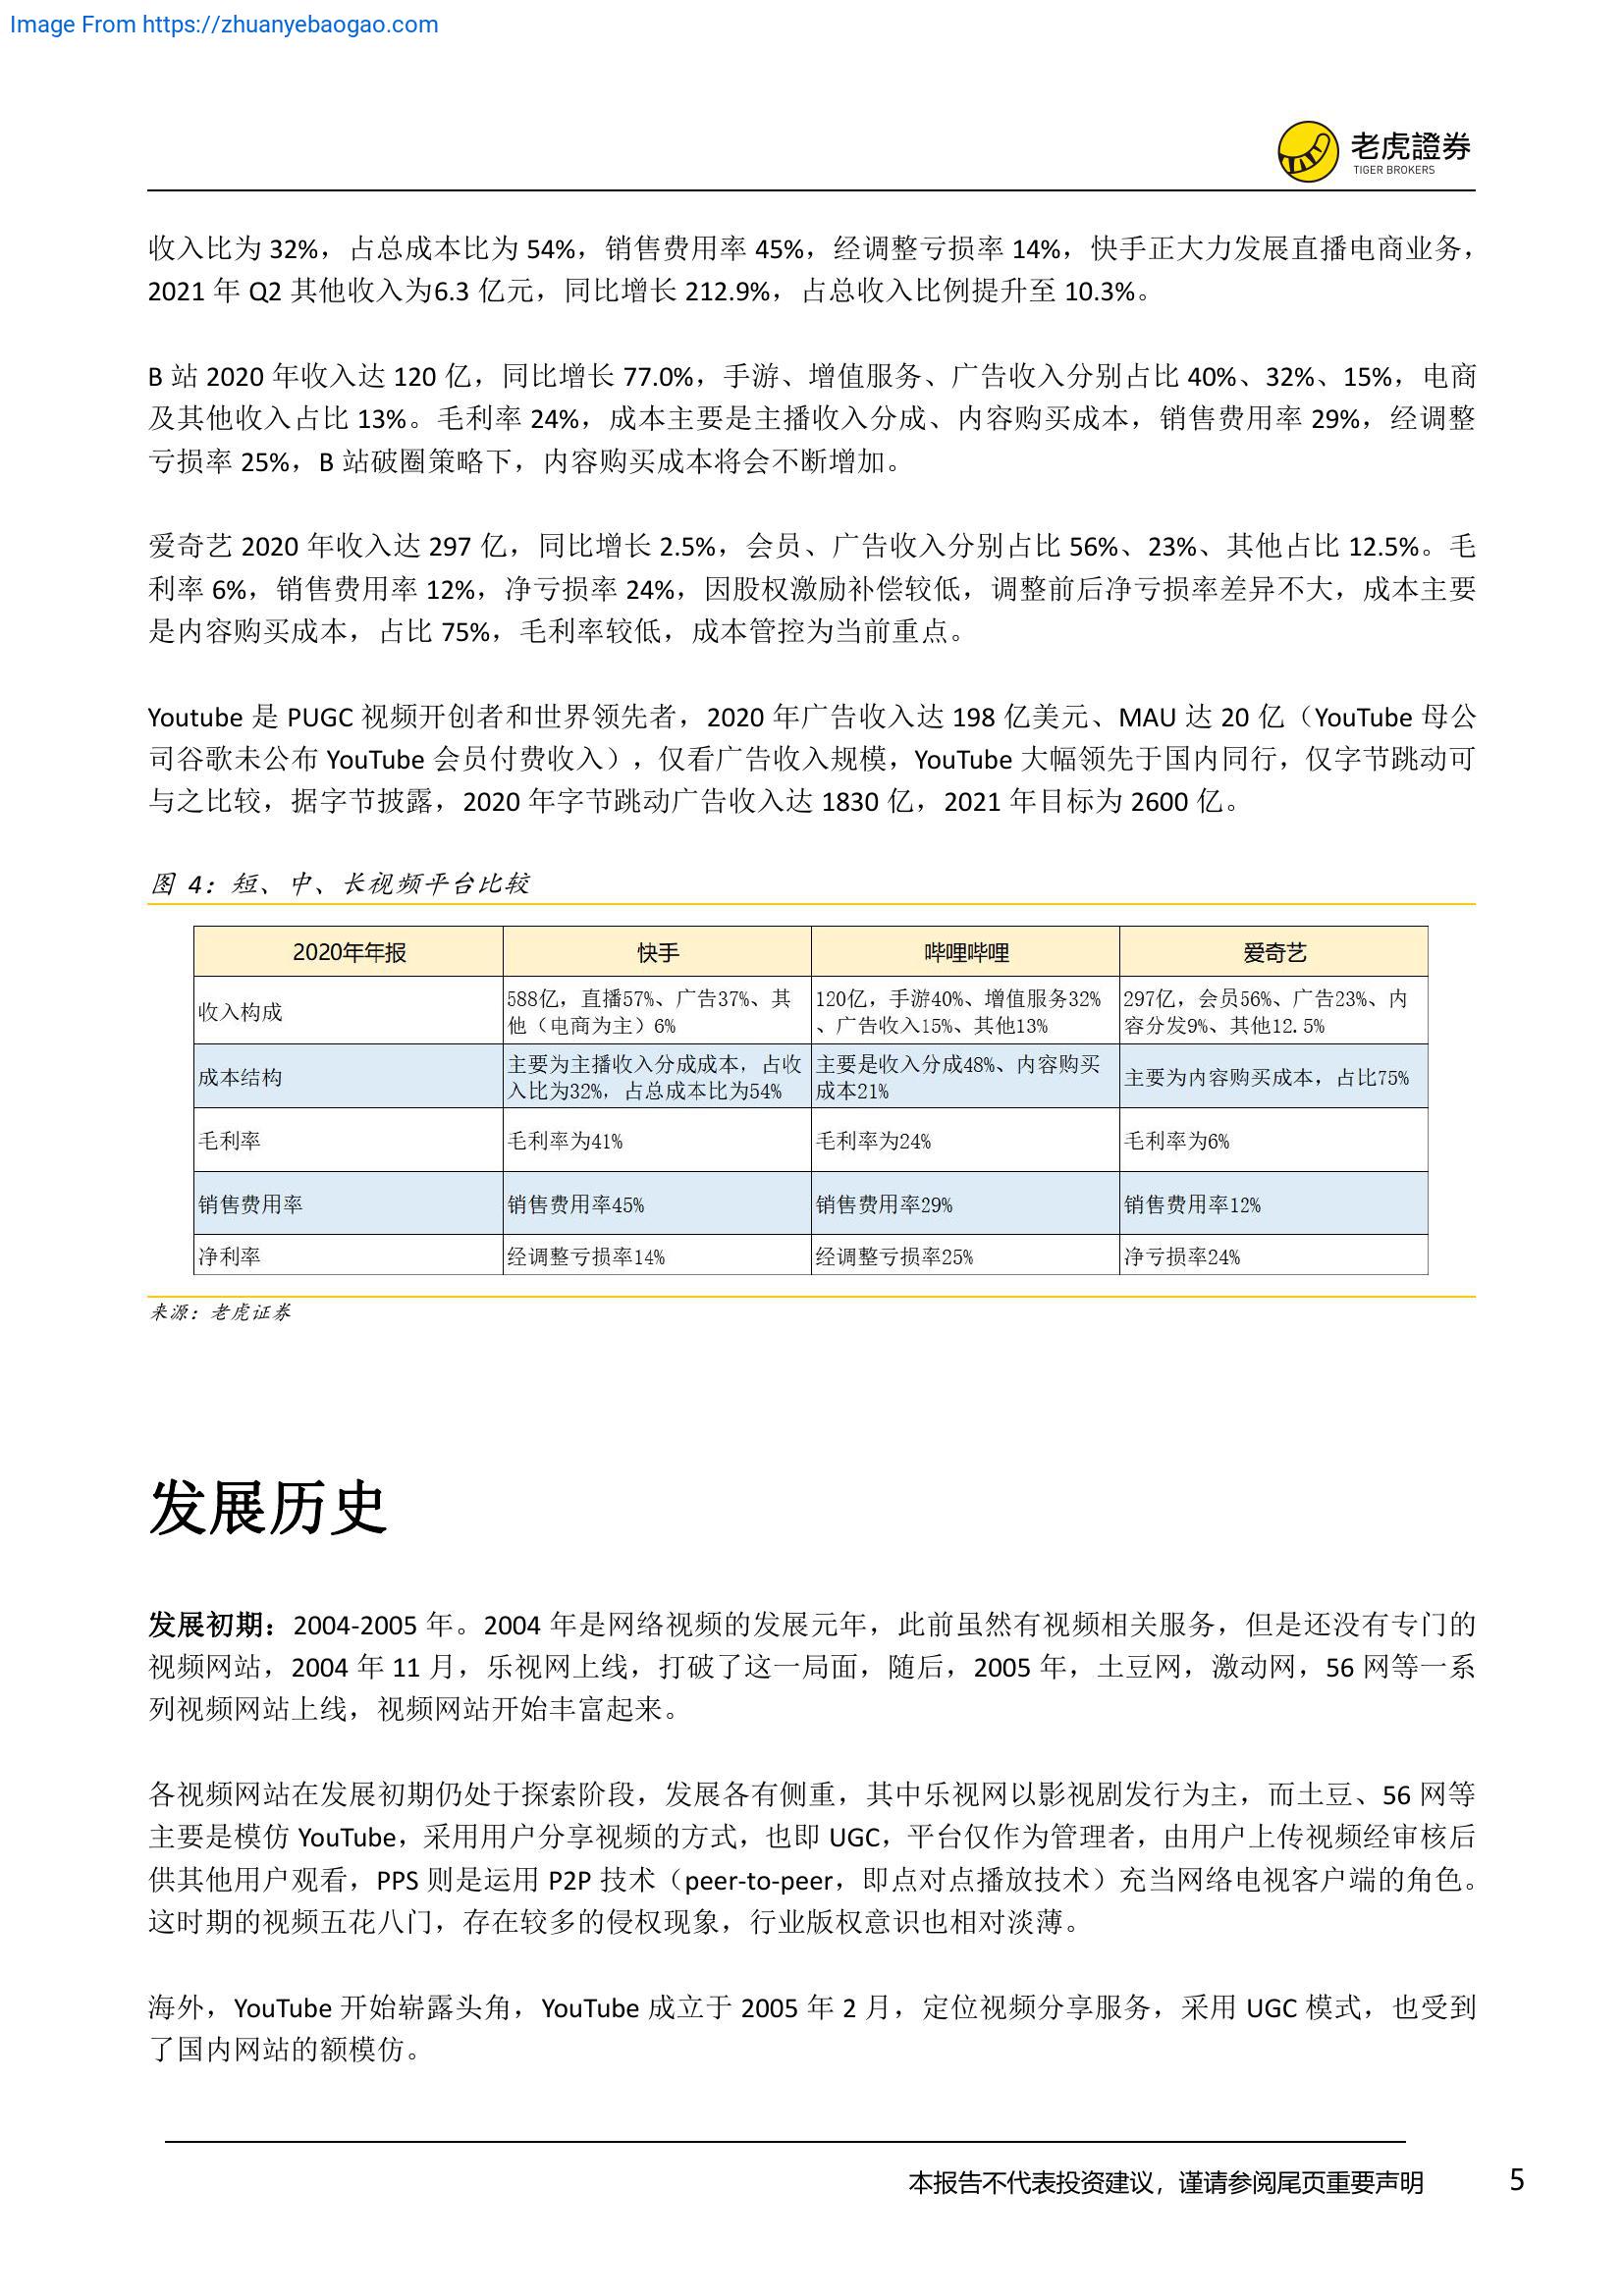 Image From https://zhuanyebaogao.com
老虎證券
TIGER BROKERS
收入比为 32%，占总成本比为 54%，销售费用率 45%，经调整亏损率 14%，快手正大力发展直播电商业务，
2021 年 Q2 其他收入为6.3 亿元，同比增长 212.9%，占总收入比例提升至 10.3%。
B 站 2020 年收入达 120 亿，同比增长 77.0%，手游、增值服务、广告收入分别占比 40%、32%、15%，电商
及其他收入占比 13%。毛利率 24%，成本主要是主播收入分成、内容购买成本，销售费用率 29%，经调整
亏损率 25%，B 站破圈策略下，内容购买成本将会不断增加。
爱奇艺 2020 年收入达 297 亿，同比增长 2.5%，会员、广告收入分别占比 56%、23%、其他占比 12.5%。毛
利率 6%，销售费用率 12%，净亏损率 24%，因股权激励补偿较低，调整前后净亏损率差异不大，成本主要
是内容购买成本，占比 75%，毛利率较低，成本管控为当前重点。
Youtube 是 PUGC 视频开创者和世界领先者，2020 年广告收入达 198 亿美元、MAU 达 20 亿（YouTube 母公
司谷歌未公布 YouTube 会员付费收入），仅看广告收入规模，YouTube 大幅领先于国内同行，仅字节跳动可
与之比较，据字节披露，2020 年字节跳动广告收入达 1830 亿，2021 年目标为 2600 亿。
图 4：短、中、长视频平台比较
2020年年报 快手 哔哩哔哩 爱奇艺
收入构成 588亿，直播57%、广告37%、其他（电商为主）6% 120亿，手游40%、增值服务32%、广告收入15%、其他13% 297亿，会员56%、广告23%、内容分发9%、其他12.5%
成本结构 主要为主播收入分成成本，占收入比为32%，占总成本比为54% 主要是收入分成48%、内容购买成本21% 主要为内容购买成本，占比75%
毛利率 毛利率为41% 毛利率为24% 毛利率为6%
销售费用率 销售费用率45% 销售费用率29% 销售费用率12%
净利率 经调整亏损率14% 经调整亏损率25% 净亏损率24%
来源：老虎证券
发展历史
发展初期：2004-2005 年。2004 年是网络视频的发展元年，此前虽然有视频相关服务，但是还没有专门的
视频网站，2004 年 11 月，乐视网上线，打破了这一局面，随后，2005 年，土豆网，激动网，56 网等一系
列视频网站上线，视频网站开始丰富起来。
各视频网站在发展初期仍处于探索阶段，发展各有侧重，其中乐视网以影视剧发行为主，而土豆、56 网等
主要是模仿 YouTube，采用用户分享视频的方式，也即 UGC，平台仅作为管理者，由用户上传视频经审核后
供其他用户观看，PPS 则是运用 P2P 技术（peer-to-peer，即点对点播放技术）充当网络电视客户端的角色。
这时期的视频五花八门，存在较多的侵权现象，行业版权意识也相对淡薄。
海外，YouTube 开始崭露头角，YouTube 成立于 2005 年 2 月，定位视频分享服务，采用 UGC 模式，也受到
了国内网站的额模仿。
本报告不代表投资建议，谨请参阅尾页重要声明 5